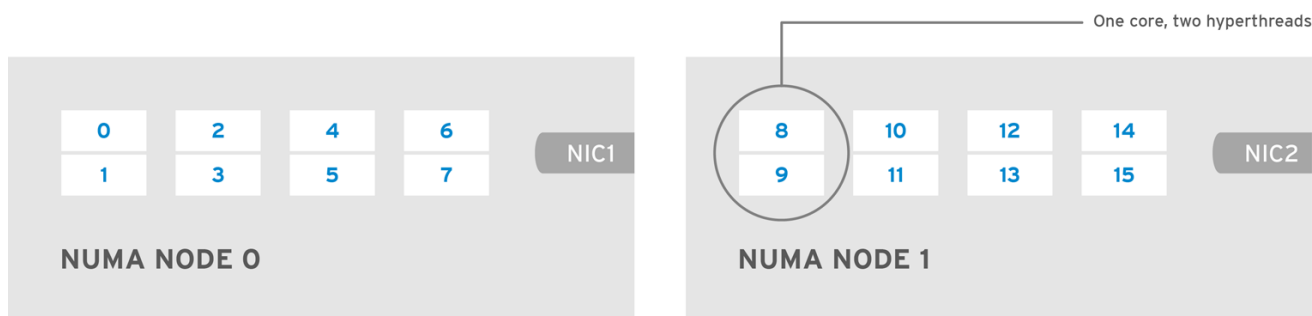 One core, two hyperthreads
0 2 4 6
1 3 5 7
NIC1
NUMA NODE 0
8 10 12 14
9 11 13 15
NIC2
NUMA NODE 1